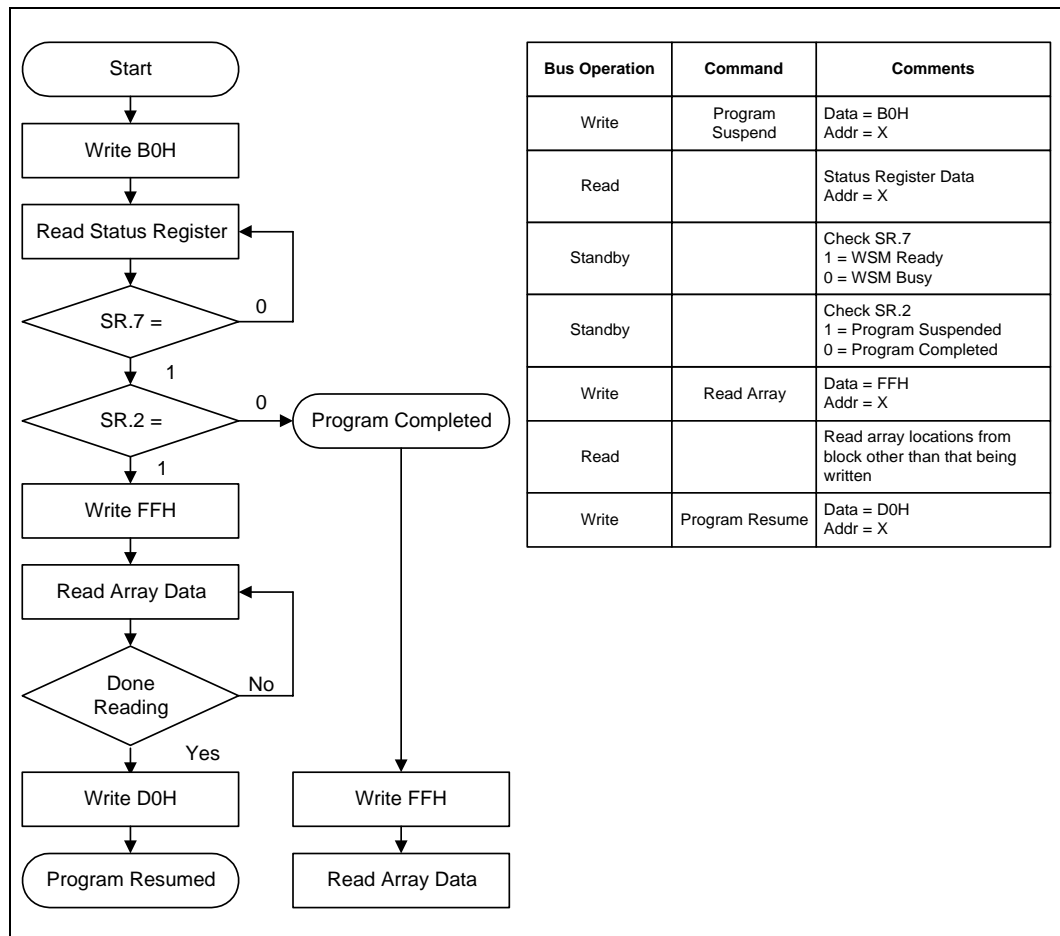 Start
Write B0H
Read Status Register
SR.7 =
0
1
SR.2 =
0
Program Completed
1
Write FFH
Read Array Data
Done
Reading
No
Yes
Write D0H
Write FFH
Program Resumed
Read Array Data
Bus Operation
Command
Comments
Write
Program
Suspend
Data = B0H
Addr = X
Read
Status Register Data
Addr = X
Standby
Check SR.7
1 = WSM Ready
0 = WSM Busy
Standby
Check SR.2
1 = Program Suspended
0 = Program Completed
Write
Read Array
Data = FFH
Addr = X
Read
Read array locations from
block other than that being
written
Write
Program Resume
Data = D0H
Addr = X